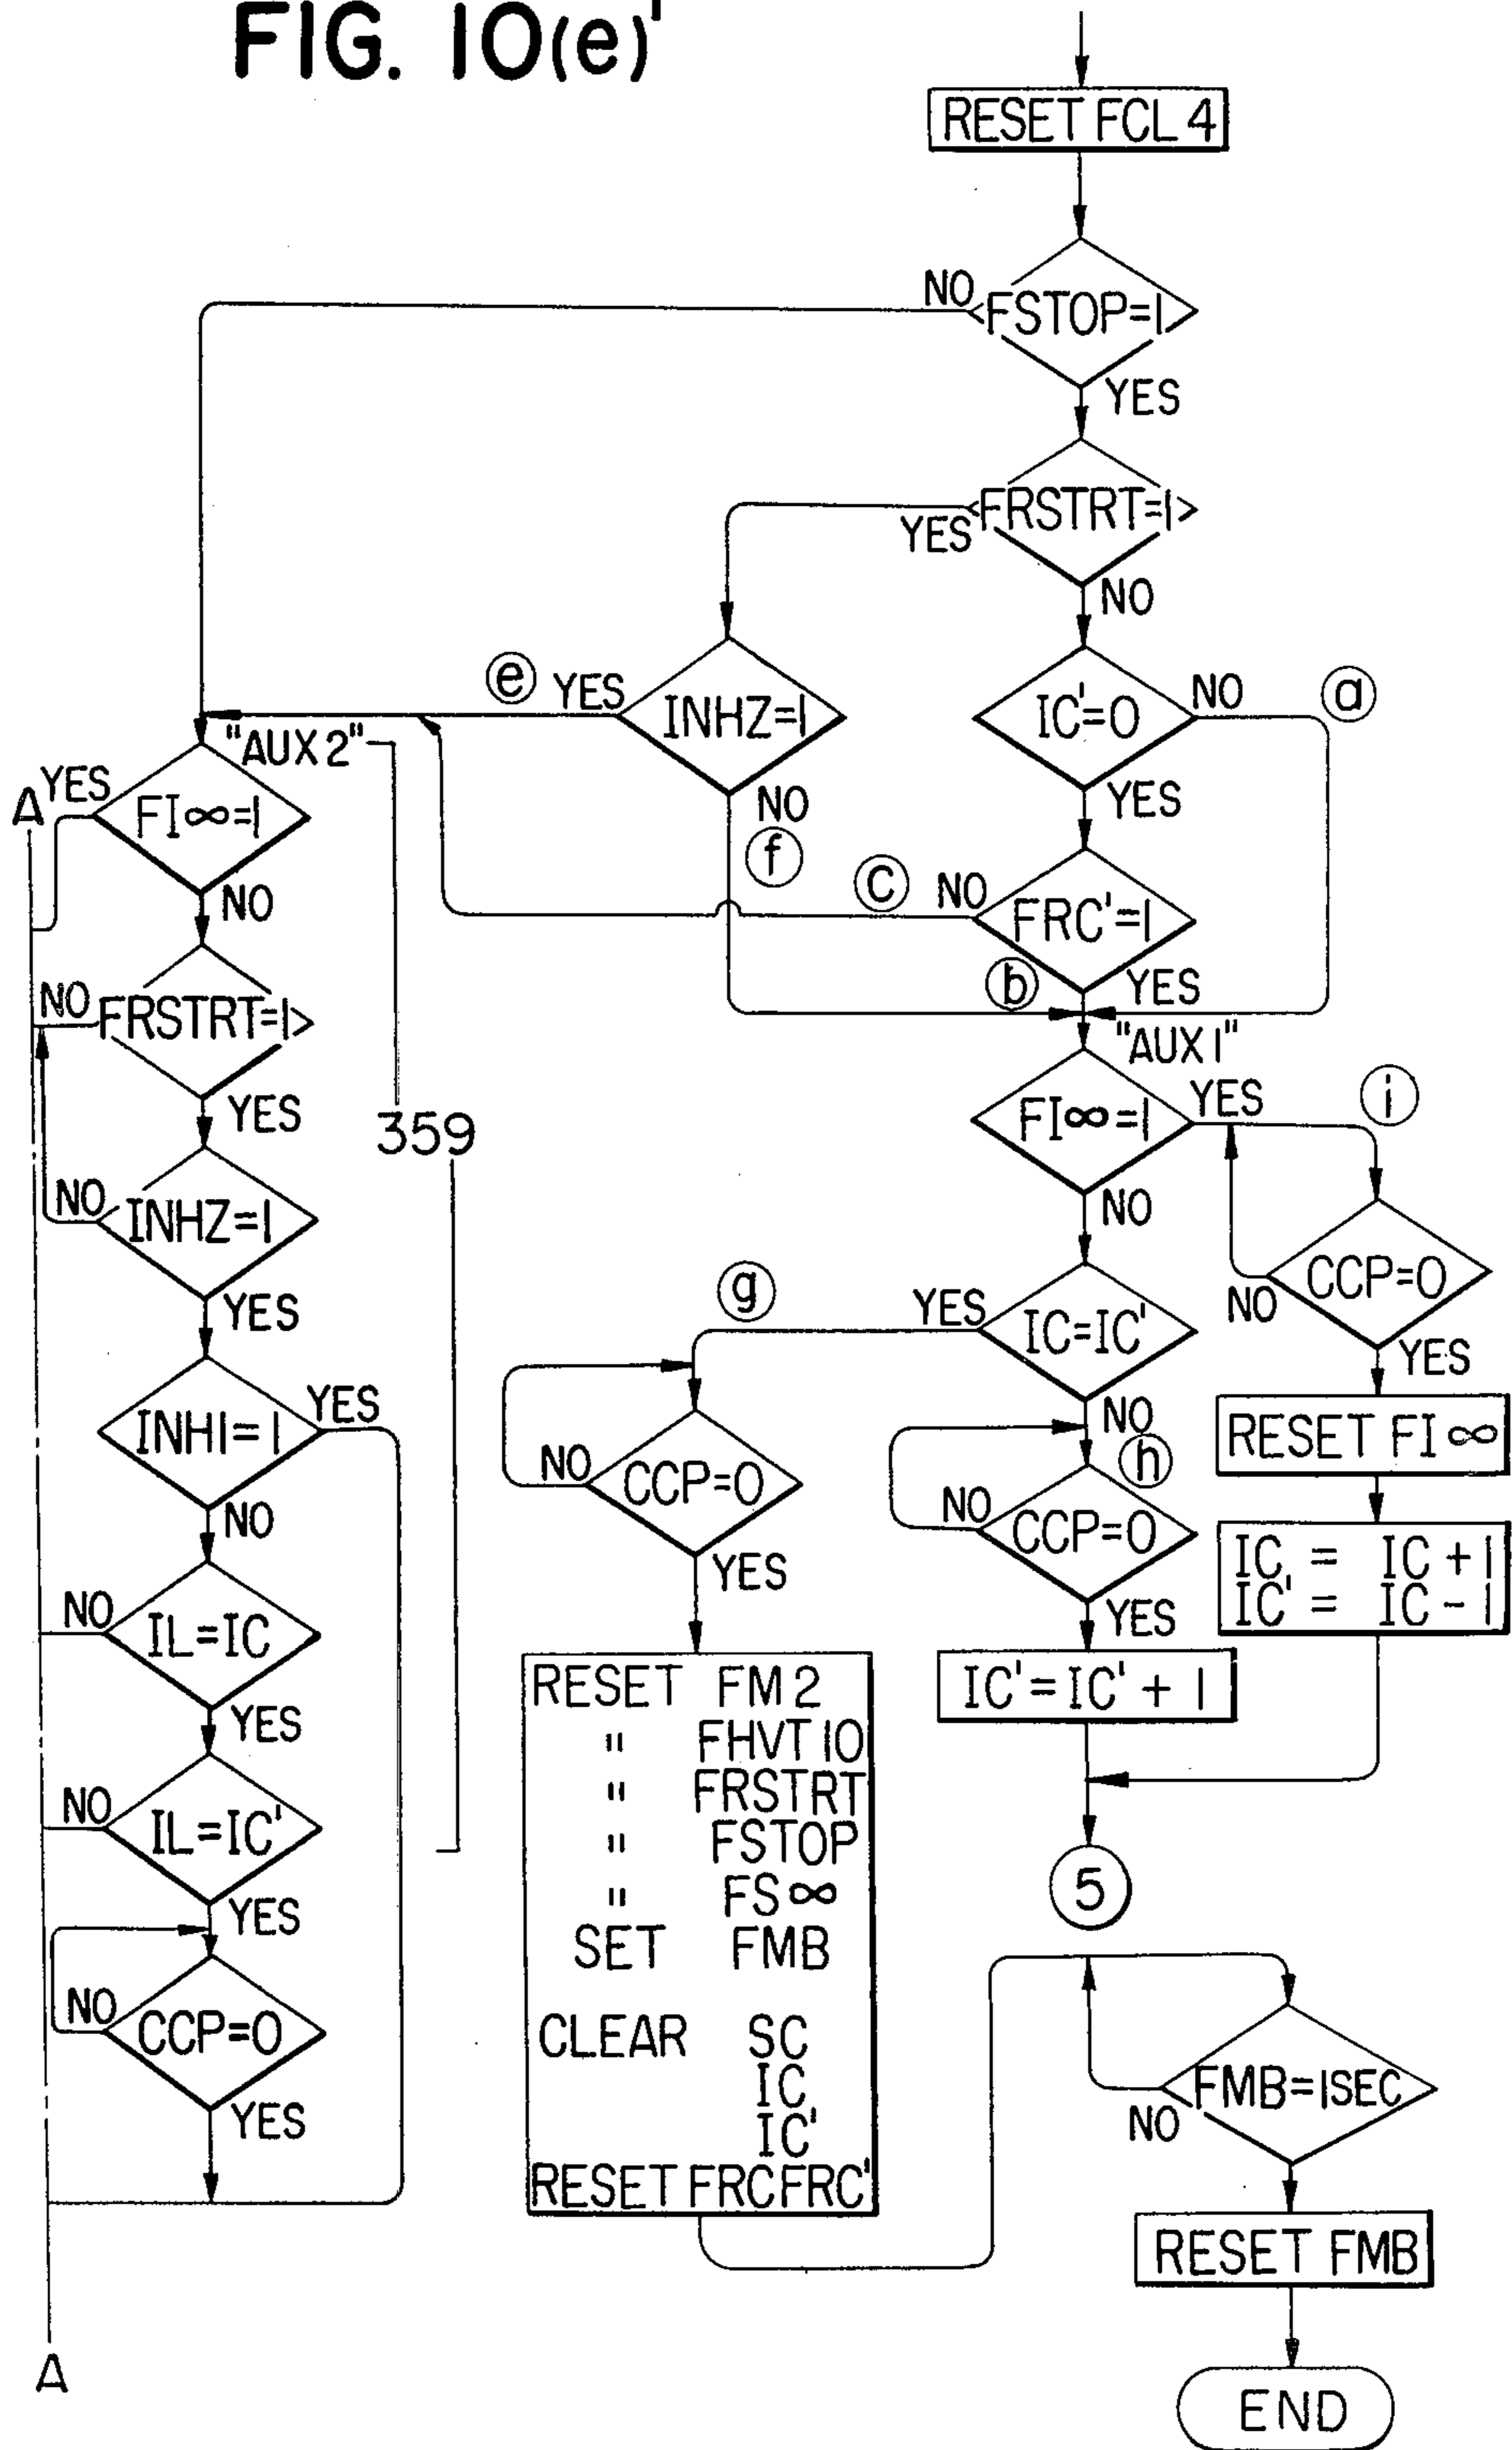 FIG. 10(e)'
RESET FCL 4
NO
FSTOP=1
YES
FRSTRT=1
YES
NO
IC'=0
NO
a
YES
INHZ=1
YES
e
NO
f
FRC'=1
NO
c
b
YES
"AUX 1"
"AUX 2"
359
A
YES
FI∞=1
NO
NO
FRSTRT=1
YES
NO
INHZ=1
YES
INH1=1
YES
NO
NO
IL=IC
YES
NO
IL=IC'
YES
NO
CCP=0
YES
A
FI∞=1
YES
i
NO
CCP=0
NO
YES
RESET FI∞
IC = IC + 1
IC' = IC - 1
g
YES
IC=IC'
NO
h
NO
CCP=0
YES
IC'=IC'+ 1
5
NO
CCP=0
YES
RESET FM 2
" FHVT 10
" FRSTRT
" FSTOP
" FS∞
SET FMB
CLEAR SC
IC
IC'
RESET FRC FRC'
FMB=1SEC
NO
RESET FMB
END